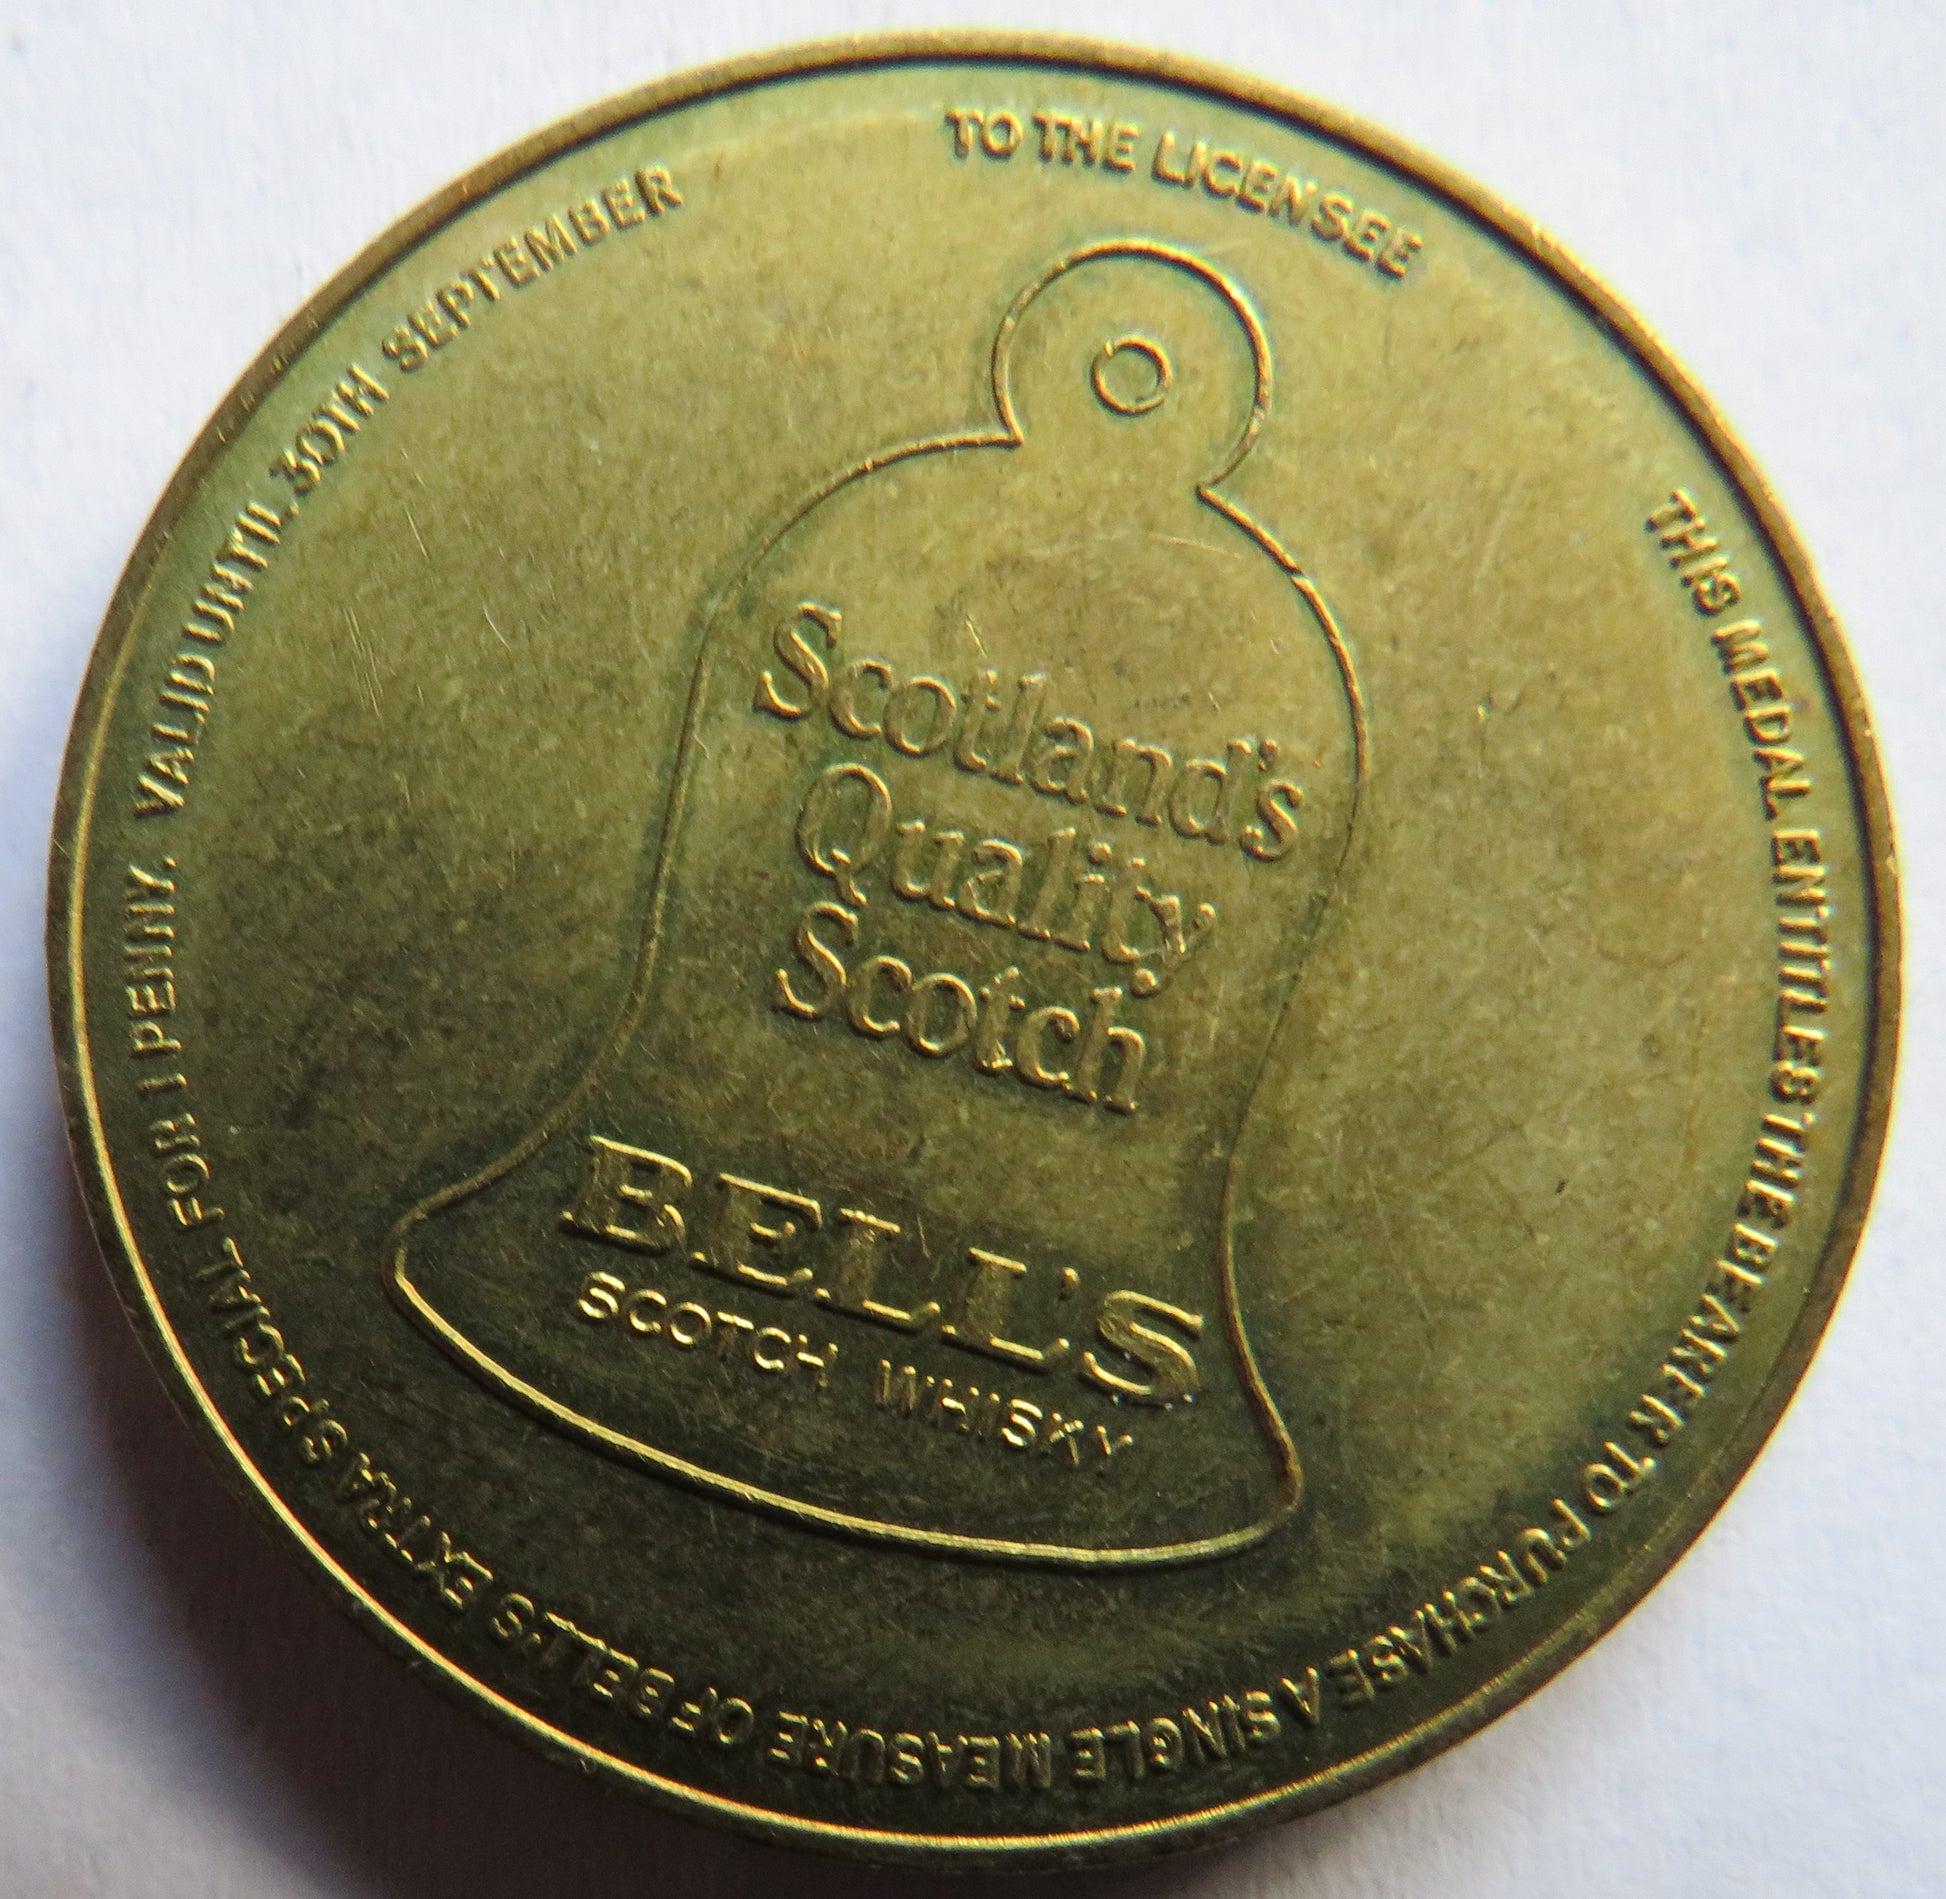 TO THE LICENSEE
THIS MEDAL ENTITLES THE BEARER TO PURCHASE A SINGLE MEASURE OF BELL'S EXTRA SPECIAL FOR 1 PENNY. VALID UNTIL 30TH SEPTEMBER
Scotland's
Quality
Scotch
BELL'S
SCOTCH WHISKY